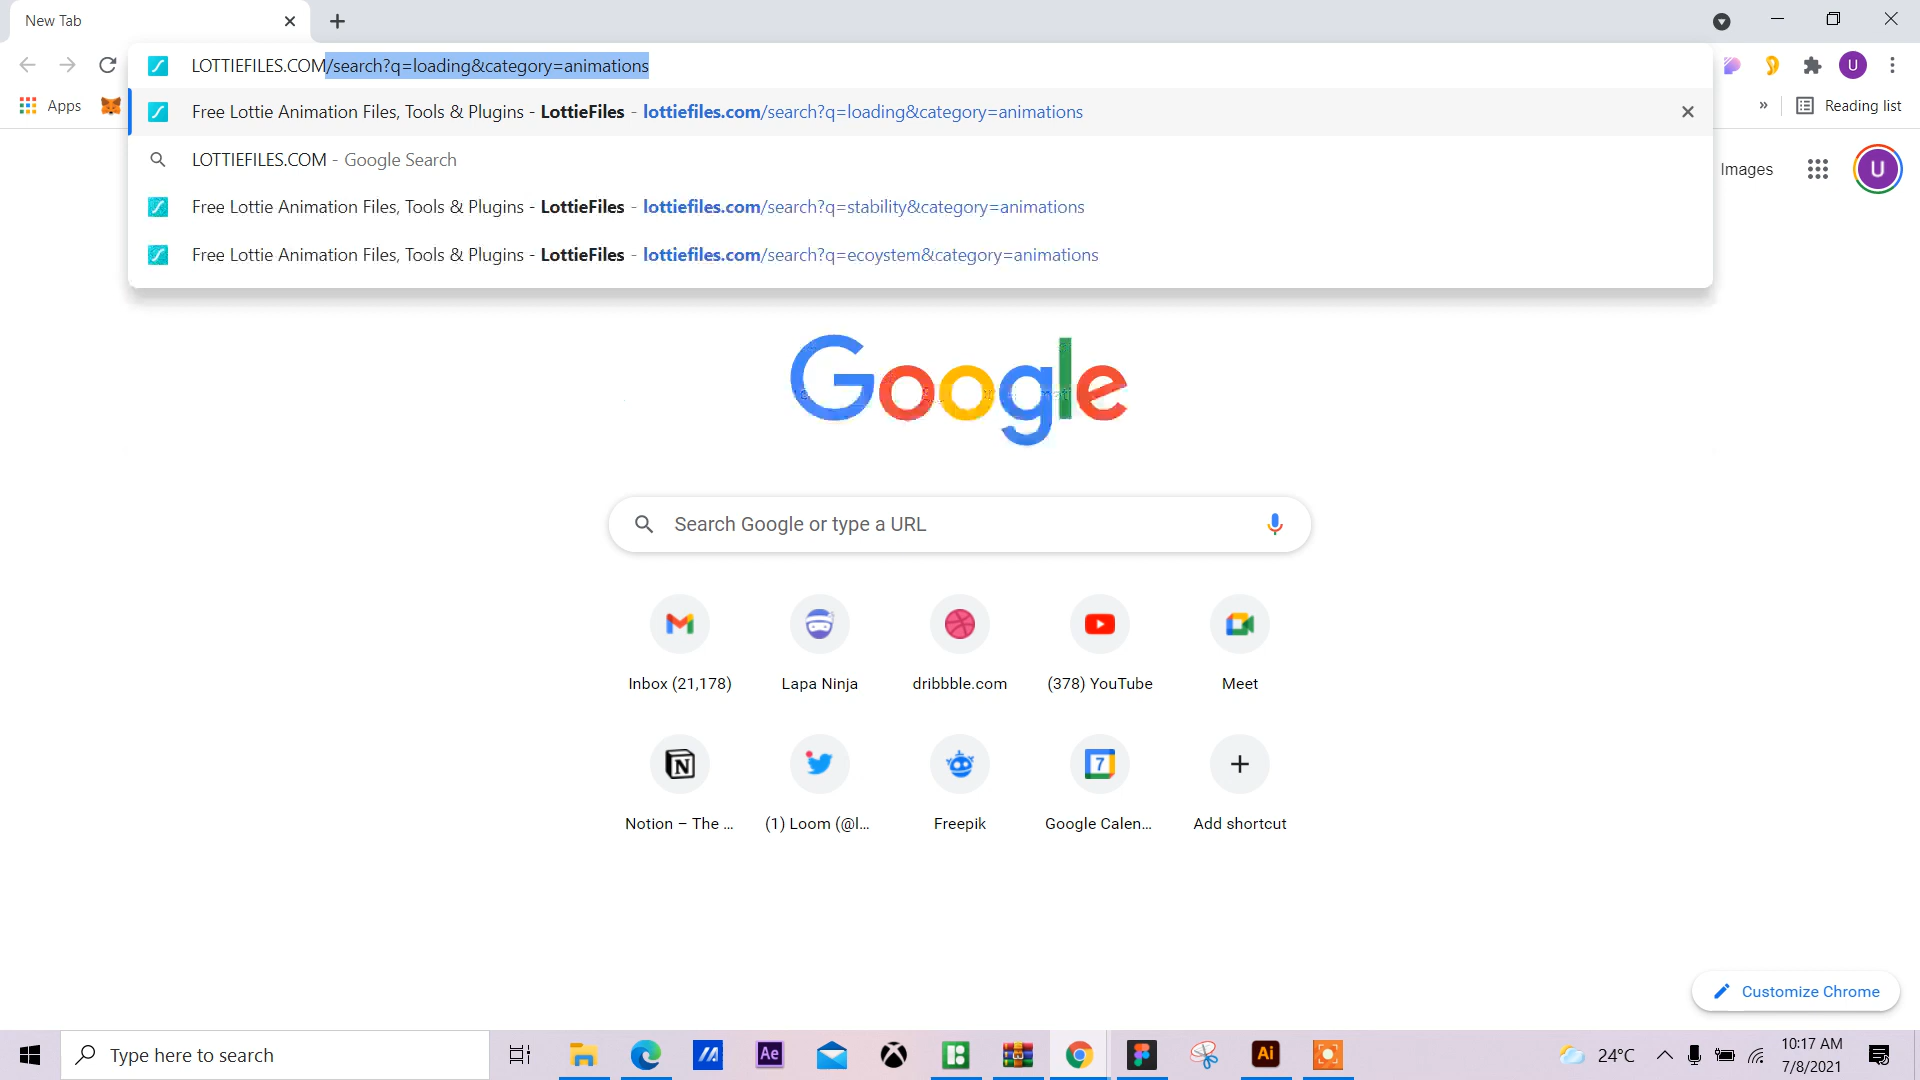 New Tab
LOTTIEFILES.COM/search?q=loading&category=animations
Apps
» Reading list
Free Lottie Animation Files, Tools & Plugins - LottieFiles - lottiefiles.com/search?q=loading&category=animations
LOTTIEFILES.COM - Google Search
Free Lottie Animation Files, Tools & Plugins - LottieFiles - lottiefiles.com/search?q=stability&category=animations
Free Lottie Animation Files, Tools & Plugins - LottieFiles - lottiefiles.com/search?q=ecoystem&category=animations
U
Images
U
Google
Search Google or type a URL
Inbox (21,178)
Lapa Ninja
dribbble.com
(378) YouTube
Meet
N
7
Notion – The ...
(1) Loom (@l...
Freepik
Google Calen...
Add shortcut
Customize Chrome
Type here to search
Ae
Ai
24°C
10:17 AM
7/8/2021